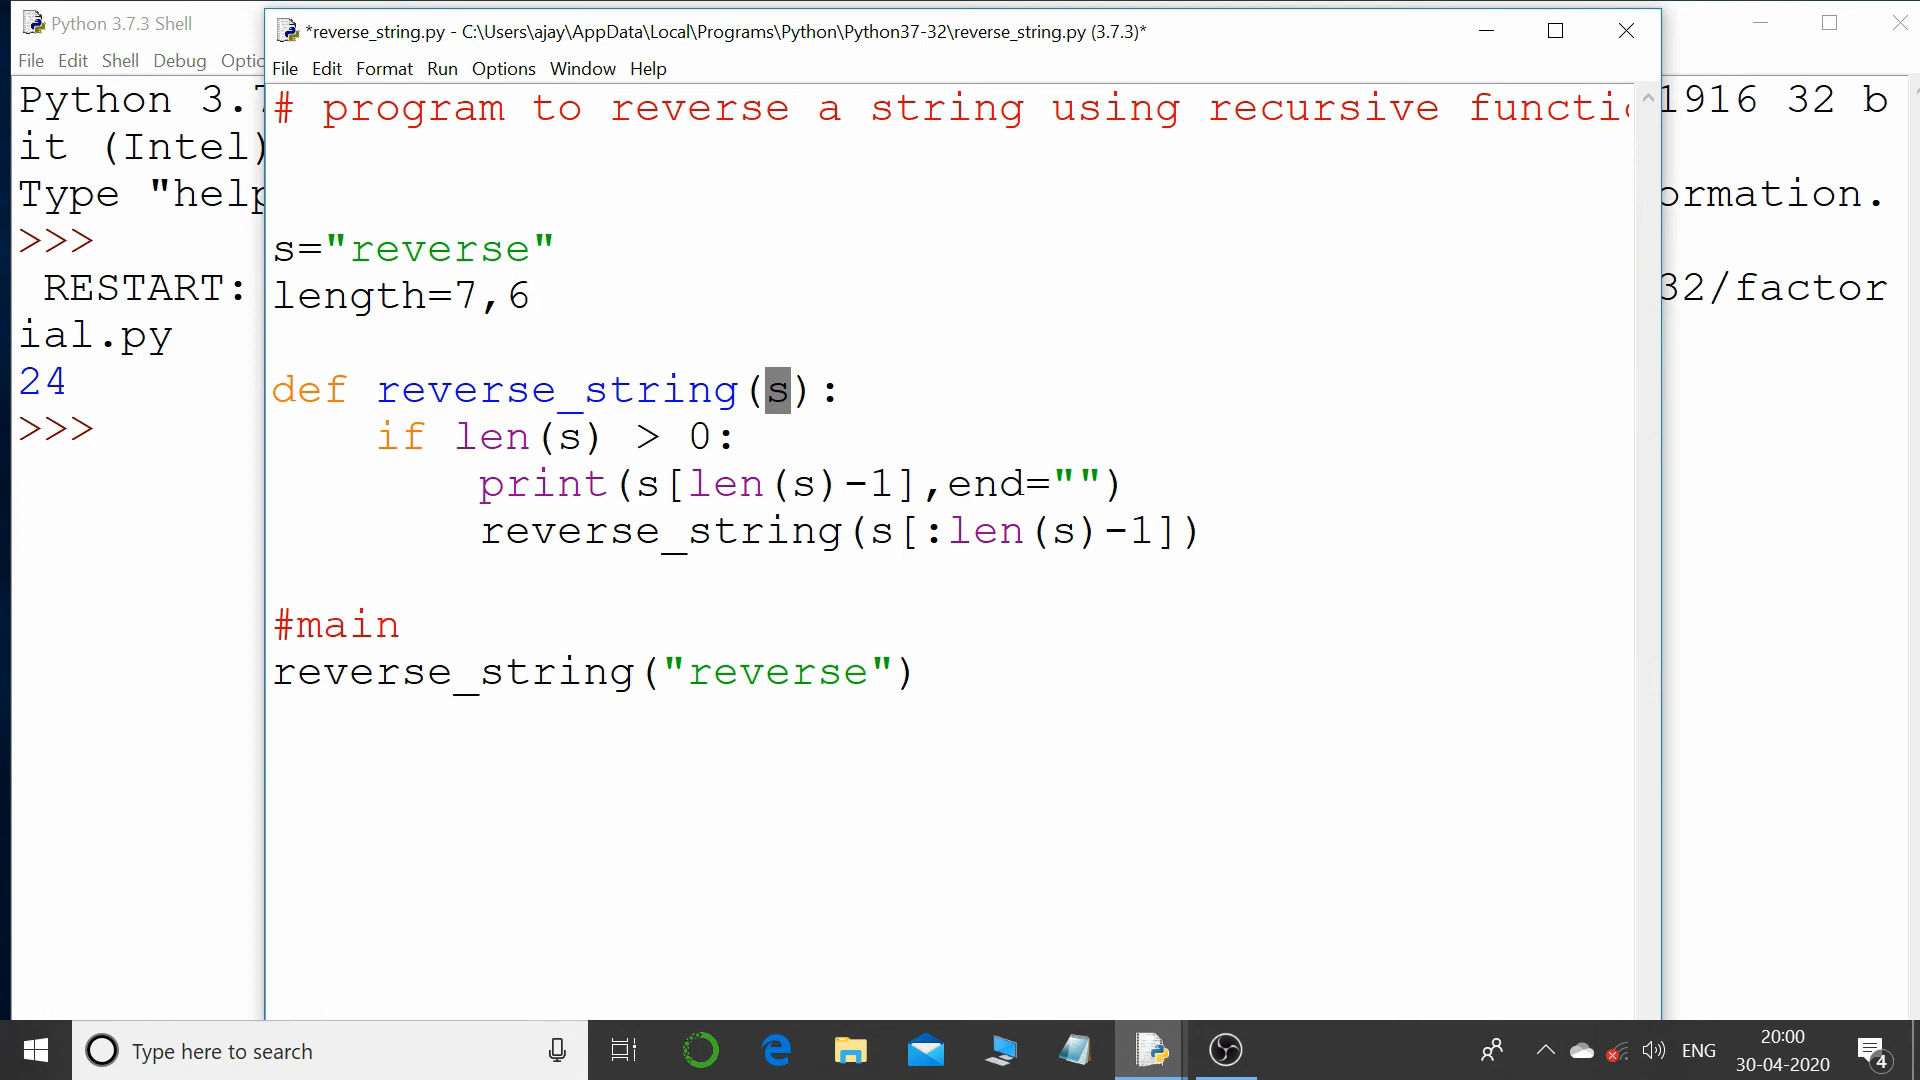 Python 3.7.3 Shell
File Edit Shell Debug Optio
Python 3.7
1916 32 b
it (Intel)
Type "help
ormation.
>>>
RESTART:
32/factor
ial.py
24
>>>
*reverse_string.py - C:\Users\ajay\AppData\Local\Programs\Python\Python37-32\reverse_string.py (3.7.3)*
File Edit Format Run Options Window Help
# program to reverse a string using recursive functio
s="reverse"
length=7,6
def reverse_string(s):
    if len(s) > 0:
        print(s[len(s)-1],end="")
        reverse_string(s[:len(s)-1])
#main
reverse_string("reverse")
Type here to search
ENG
20:00
30-04-2020
4